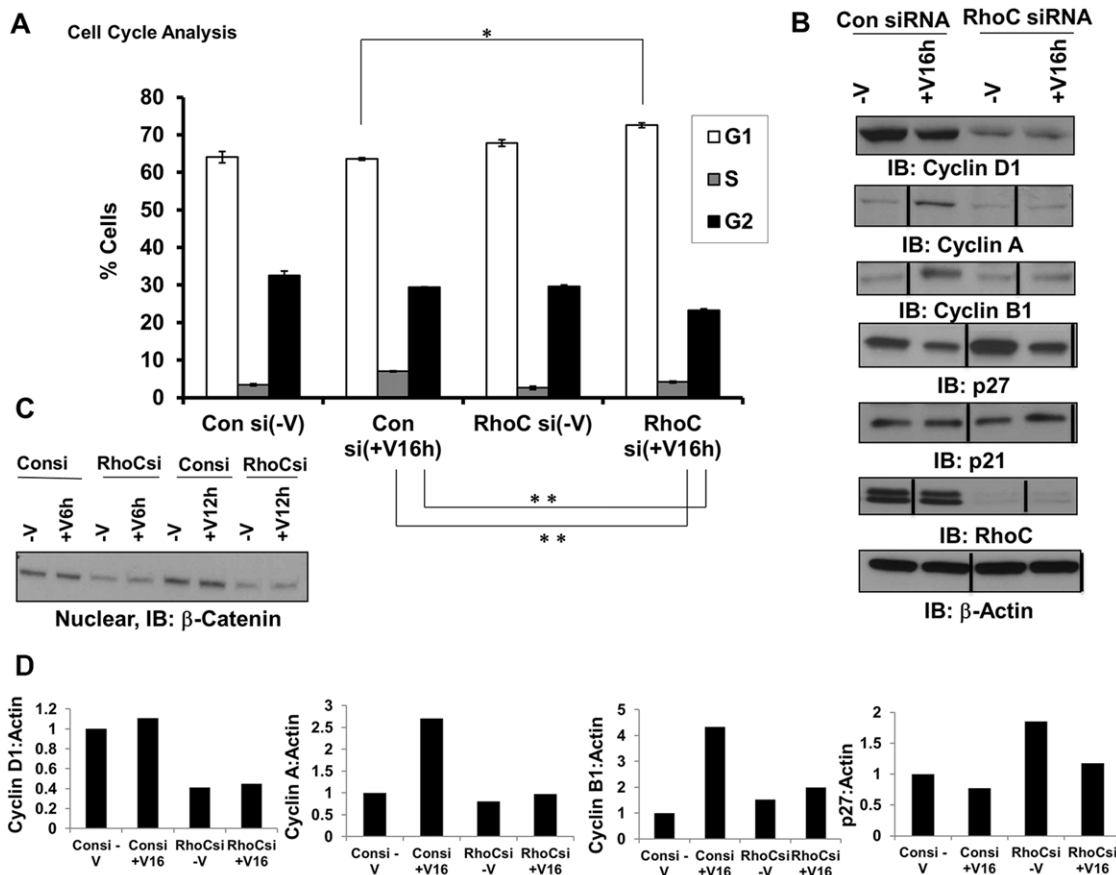 A
Cell Cycle Analysis
*
80
70
60
50
40
30
20
10
0
% Cells
G1
S
G2
Con si(-V)
Con
si(+V16h)
RhoC si(-V)
RhoC
si(+V16h)
**
**
B
Con siRNA
RhoC siRNA
-V
+V16h
-V
+V16h
IB: Cyclin D1
IB: Cyclin A
IB: Cyclin B1
IB: p27
IB: p21
IB: RhoC
IB: β-Actin
C
Consi
RhoCsi
Consi
RhoCsi
-V
+V6h
-V
+V6h
-V
+V12h
-V
+V12h
Nuclear, IB: β-Catenin
D
Cyclin D1:Actin
1.2
1
0.8
0.6
0.4
0.2
0
Consi -
V
Consi
+V16
RhoCsi
-V
RhoCsi
+V16
Cyclin A:Actin
3
2.5
2
1.5
1
0.5
0
Consi -
V
Consi
+V16
RhoCsi
-V
RhoCsi
+V16
Cyclin B1:Actin
5
4
3
2
1
0
Consi -
V
Consi
+V16
RhoCsi
-V
RhoCsi
+V16
p27:Actin
2
1.5
1
0.5
0
Consi -
V
Consi
+V16
RhoCsi
-V
RhoCsi
+V16